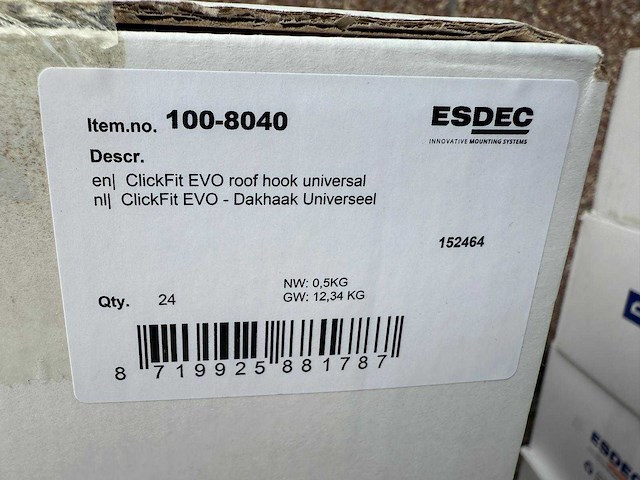 Item.no. 100-8040
ESDEC
INNOVATIVE MOUNTING SYSTEMS
Descr.
en| ClickFit EVO roof hook universal
nl| ClickFit EVO - Dakhaak Universeel
152464
Qty. 24
NW: 0,5KG
GW: 12,34 KG
8 719925 881787
ESDEC